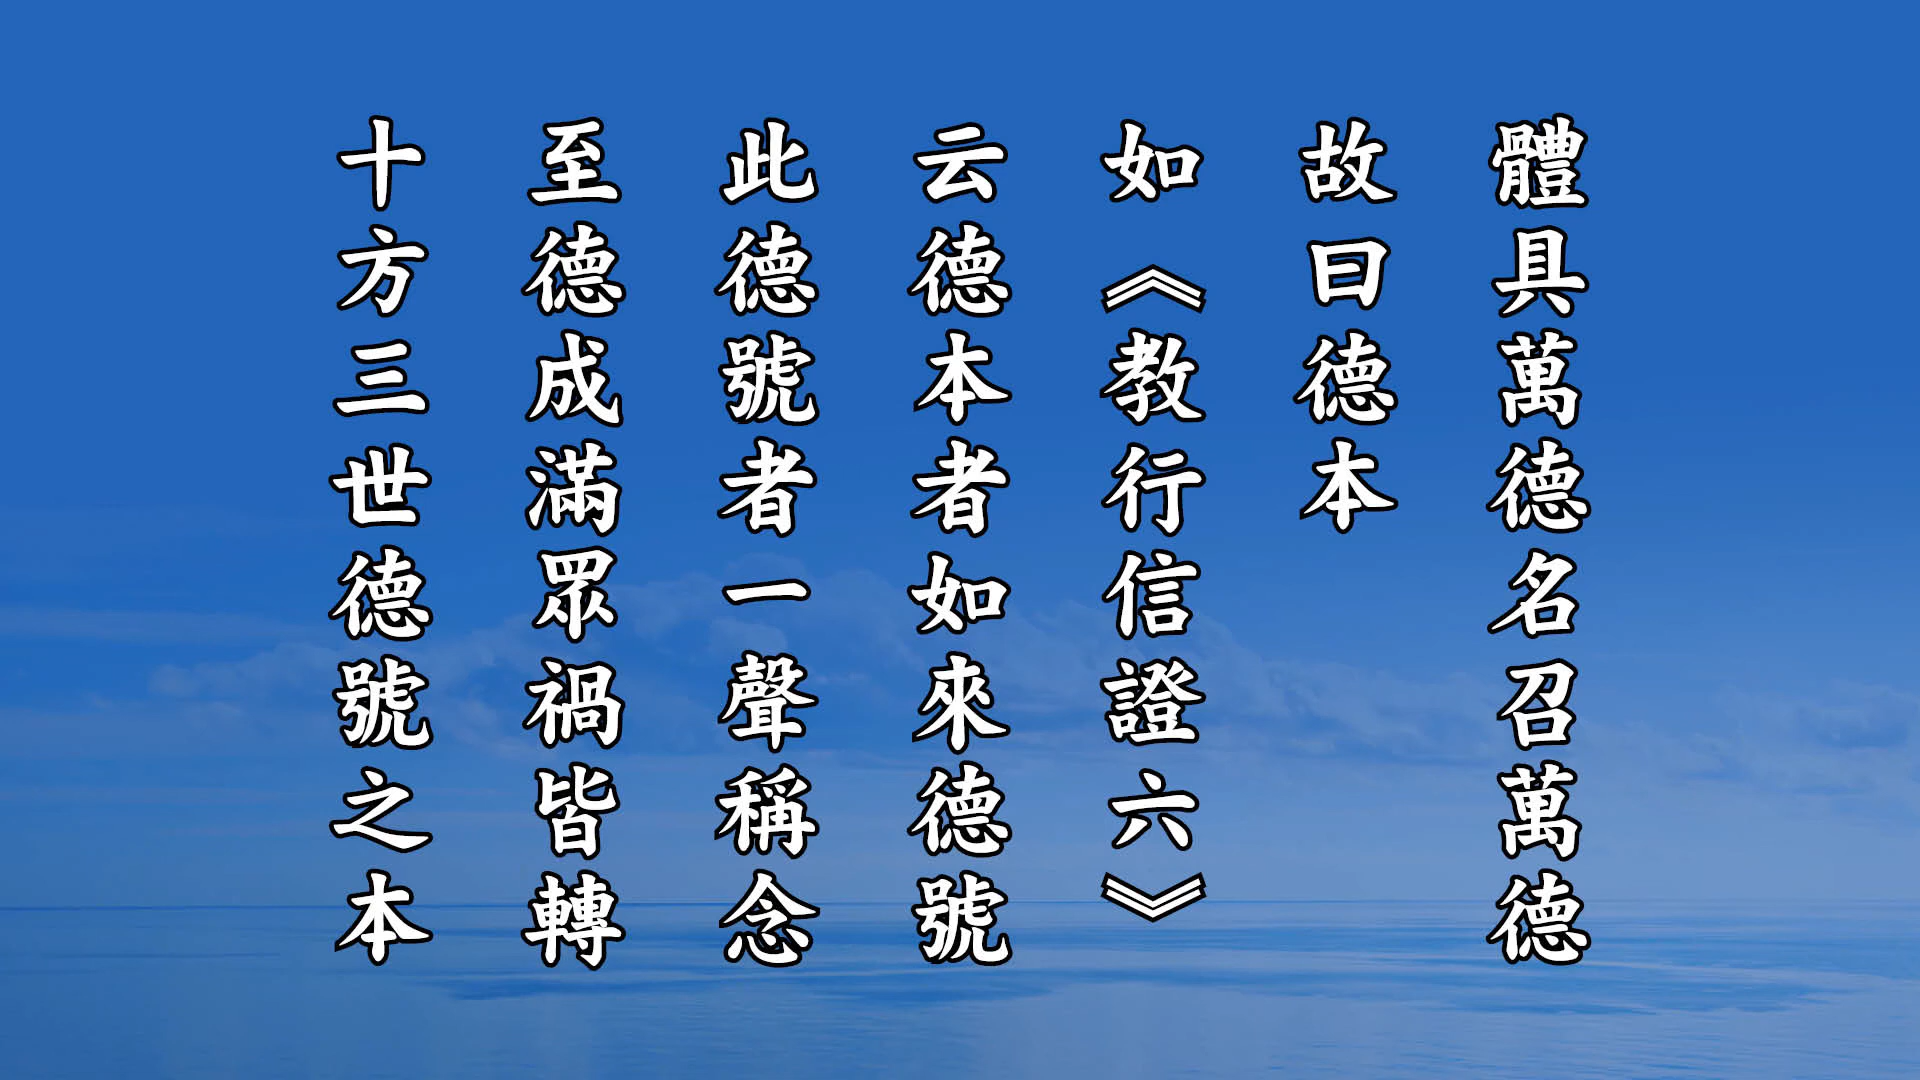 體具萬德名召萬德
故曰德本
如《教行信證六》
云德本者如來德號
此德號者一聲稱念
至德成滿眾禍皆轉
十方三世德號之本